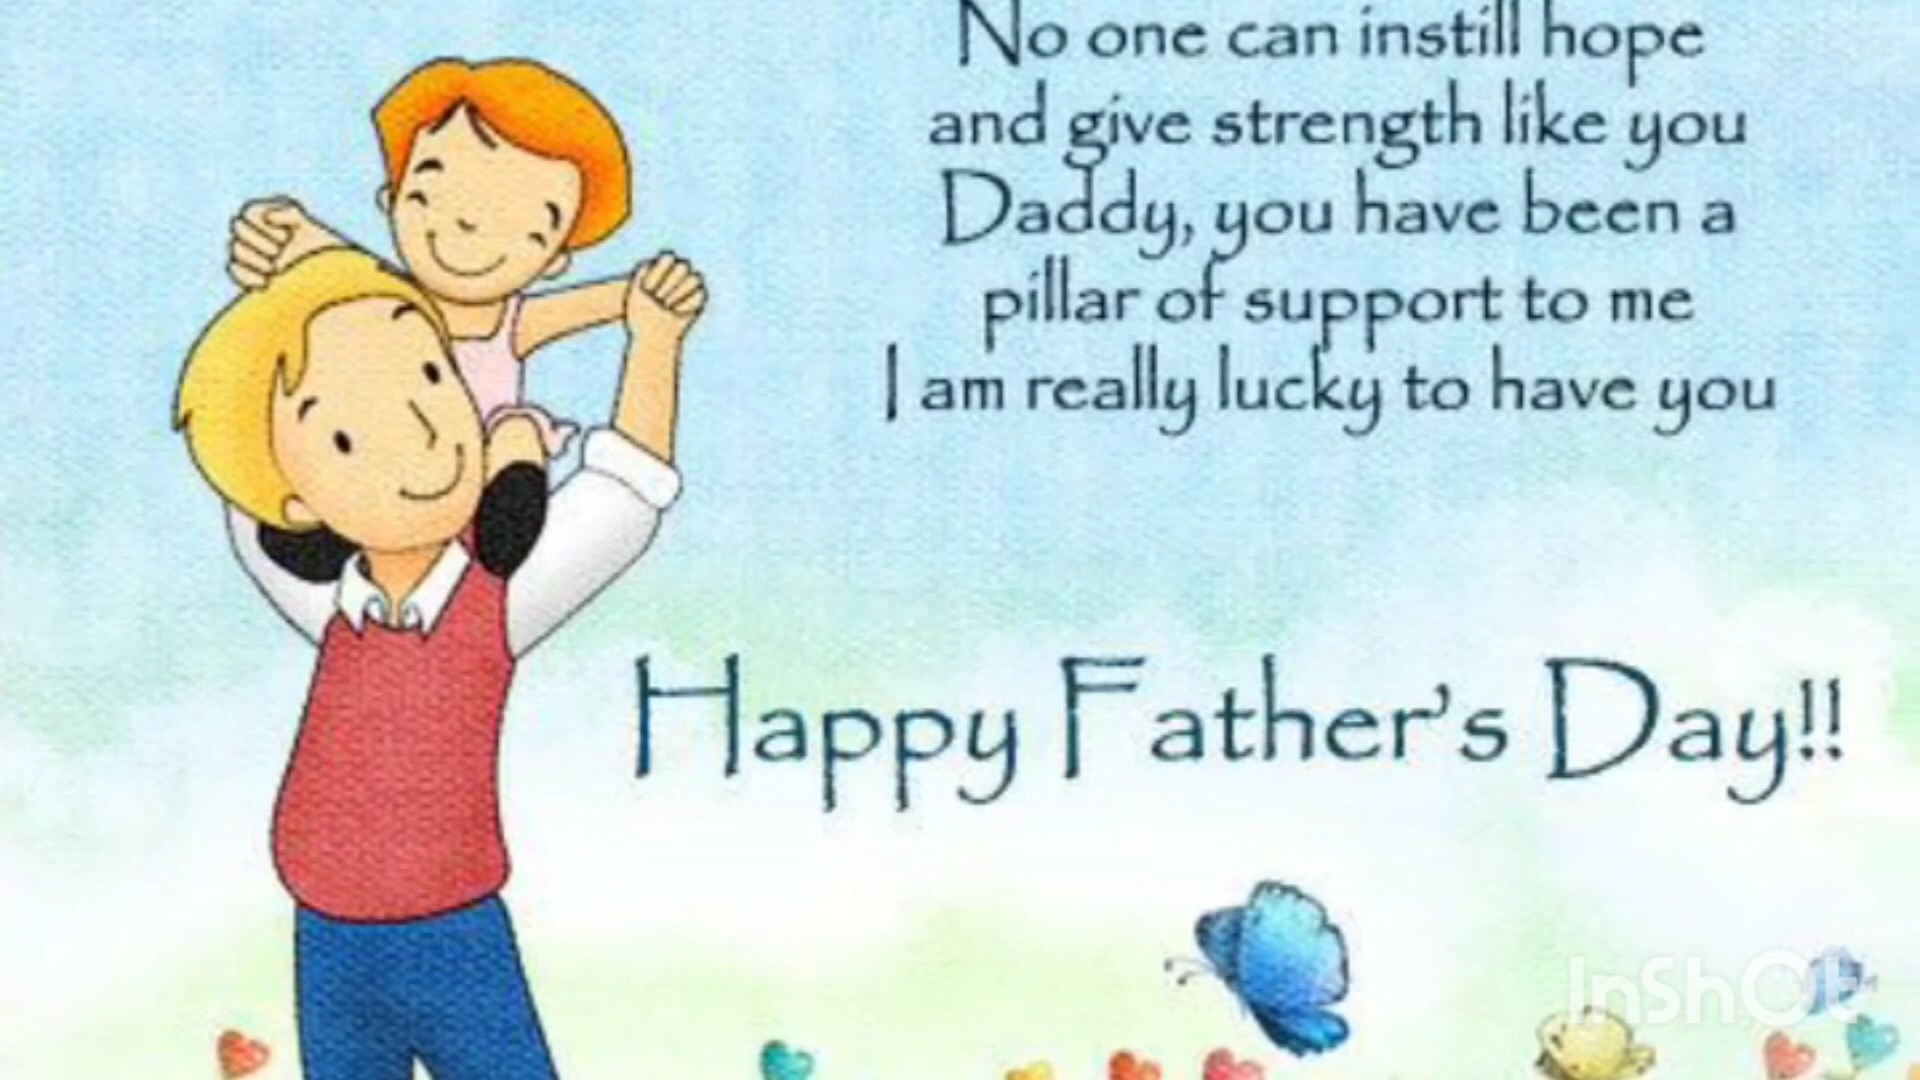 No one can instill hope
and give strength like you
Daddy, you have been a
pillar of support to me
I am really lucky to have you
Happy Father's Day!!
InShOt